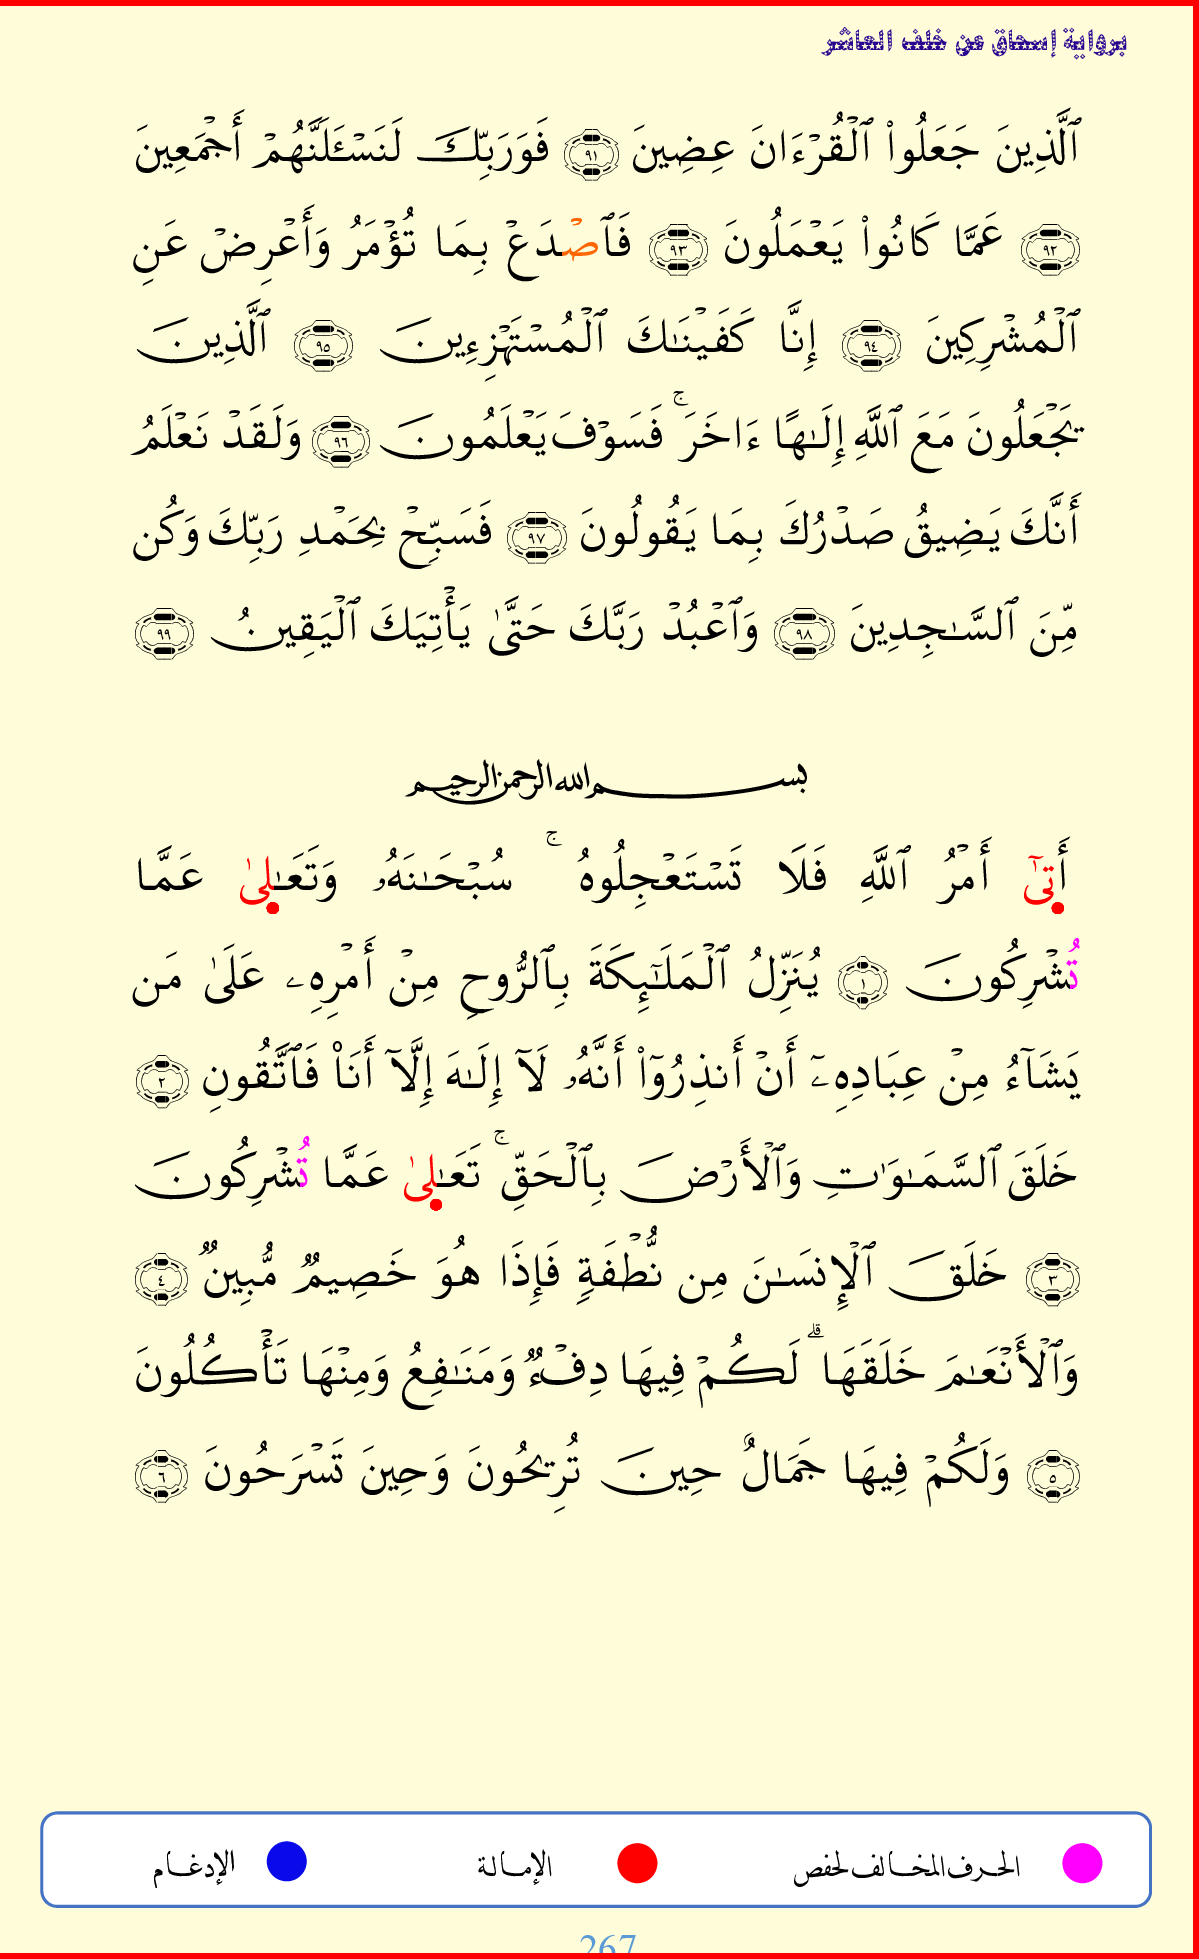 برواية إسحاق عن خلف العاشر
ٱلَّذِينَ جَعَلُواْ ٱلْقُرْءَانَ عِضِينَ ٩١ فَوَرَبِّكَ لَنَسْـَٔلَنَّهُمْ أَجْمَعِينَ
٩٢ عَمَّا كَانُواْ يَعْمَلُونَ ٩٣ فَٱصْدَعْ بِمَا تُؤْمَرُ وَأَعْرِضْ عَنِ
ٱلْمُشْرِكِينَ ٩٤ إِنَّا كَفَيْنَـٰكَ ٱلْمُسْتَهْزِءِينَ ٩٥ ٱلَّذِينَ
يَجْعَلُونَ مَعَ ٱللَّهِ إِلَـٰهًا ءَاخَرَ ۚ فَسَوْفَ يَعْلَمُونَ ٩٦ وَلَقَدْ نَعْلَمُ
أَنَّكَ يَضِيقُ صَدْرُكَ بِمَا يَقُولُونَ ٩٧ فَسَبِّحْ بِحَمْدِ رَبِّكَ وَكُن
مِّنَ ٱلسَّـٰجِدِينَ ٩٨ وَٱعْبُدْ رَبَّكَ حَتَّىٰ يَأْتِيَكَ ٱلْيَقِينُ ٩٩
بسم الله الرحمن الرحيم
أَتىٰٓ أَمْرُ ٱللَّهِ فَلَا تَسْتَعْجِلُوهُ ۚ سُبْحَـٰنَهُۥ وَتَعَـٰلىٰ عَمَّا
تُشْرِكُونَ ١ يُنَزِّلُ ٱلْمَلَـٰٓئِكَةَ بِٱلرُّوحِ مِنْ أَمْرِهِۦ عَلَىٰ مَن
يَشَآءُ مِنْ عِبَادِهِۦٓ أَنْ أَنذِرُوٓاْ أَنَّهُۥ لَآ إِلَـٰهَ إِلَّآ أَنَا۠ فَٱتَّقُونِ ٢
خَلَقَ ٱلسَّمَـٰوَٰتِ وَٱلْأَرْضَ بِٱلْحَقِّ ۚ تَعَـٰلىٰ عَمَّا تُشْرِكُونَ
٣ خَلَقَ ٱلْإِنسَـٰنَ مِن نُّطْفَةٍ فَإِذَا هُوَ خَصِيمٌ مُّبِينٌ ٤
وَٱلْأَنْعَـٰمَ خَلَقَهَا ۗ لَكُمْ فِيهَا دِفْءٌ وَمَنَـٰفِعُ وَمِنْهَا تَأْكُلُونَ
٥ وَلَكُمْ فِيهَا جَمَالٌ حِينَ تُرِيحُونَ وَحِينَ تَسْرَحُونَ ٦
الحرف المخالف لحفص الإمالة الإدغام
267